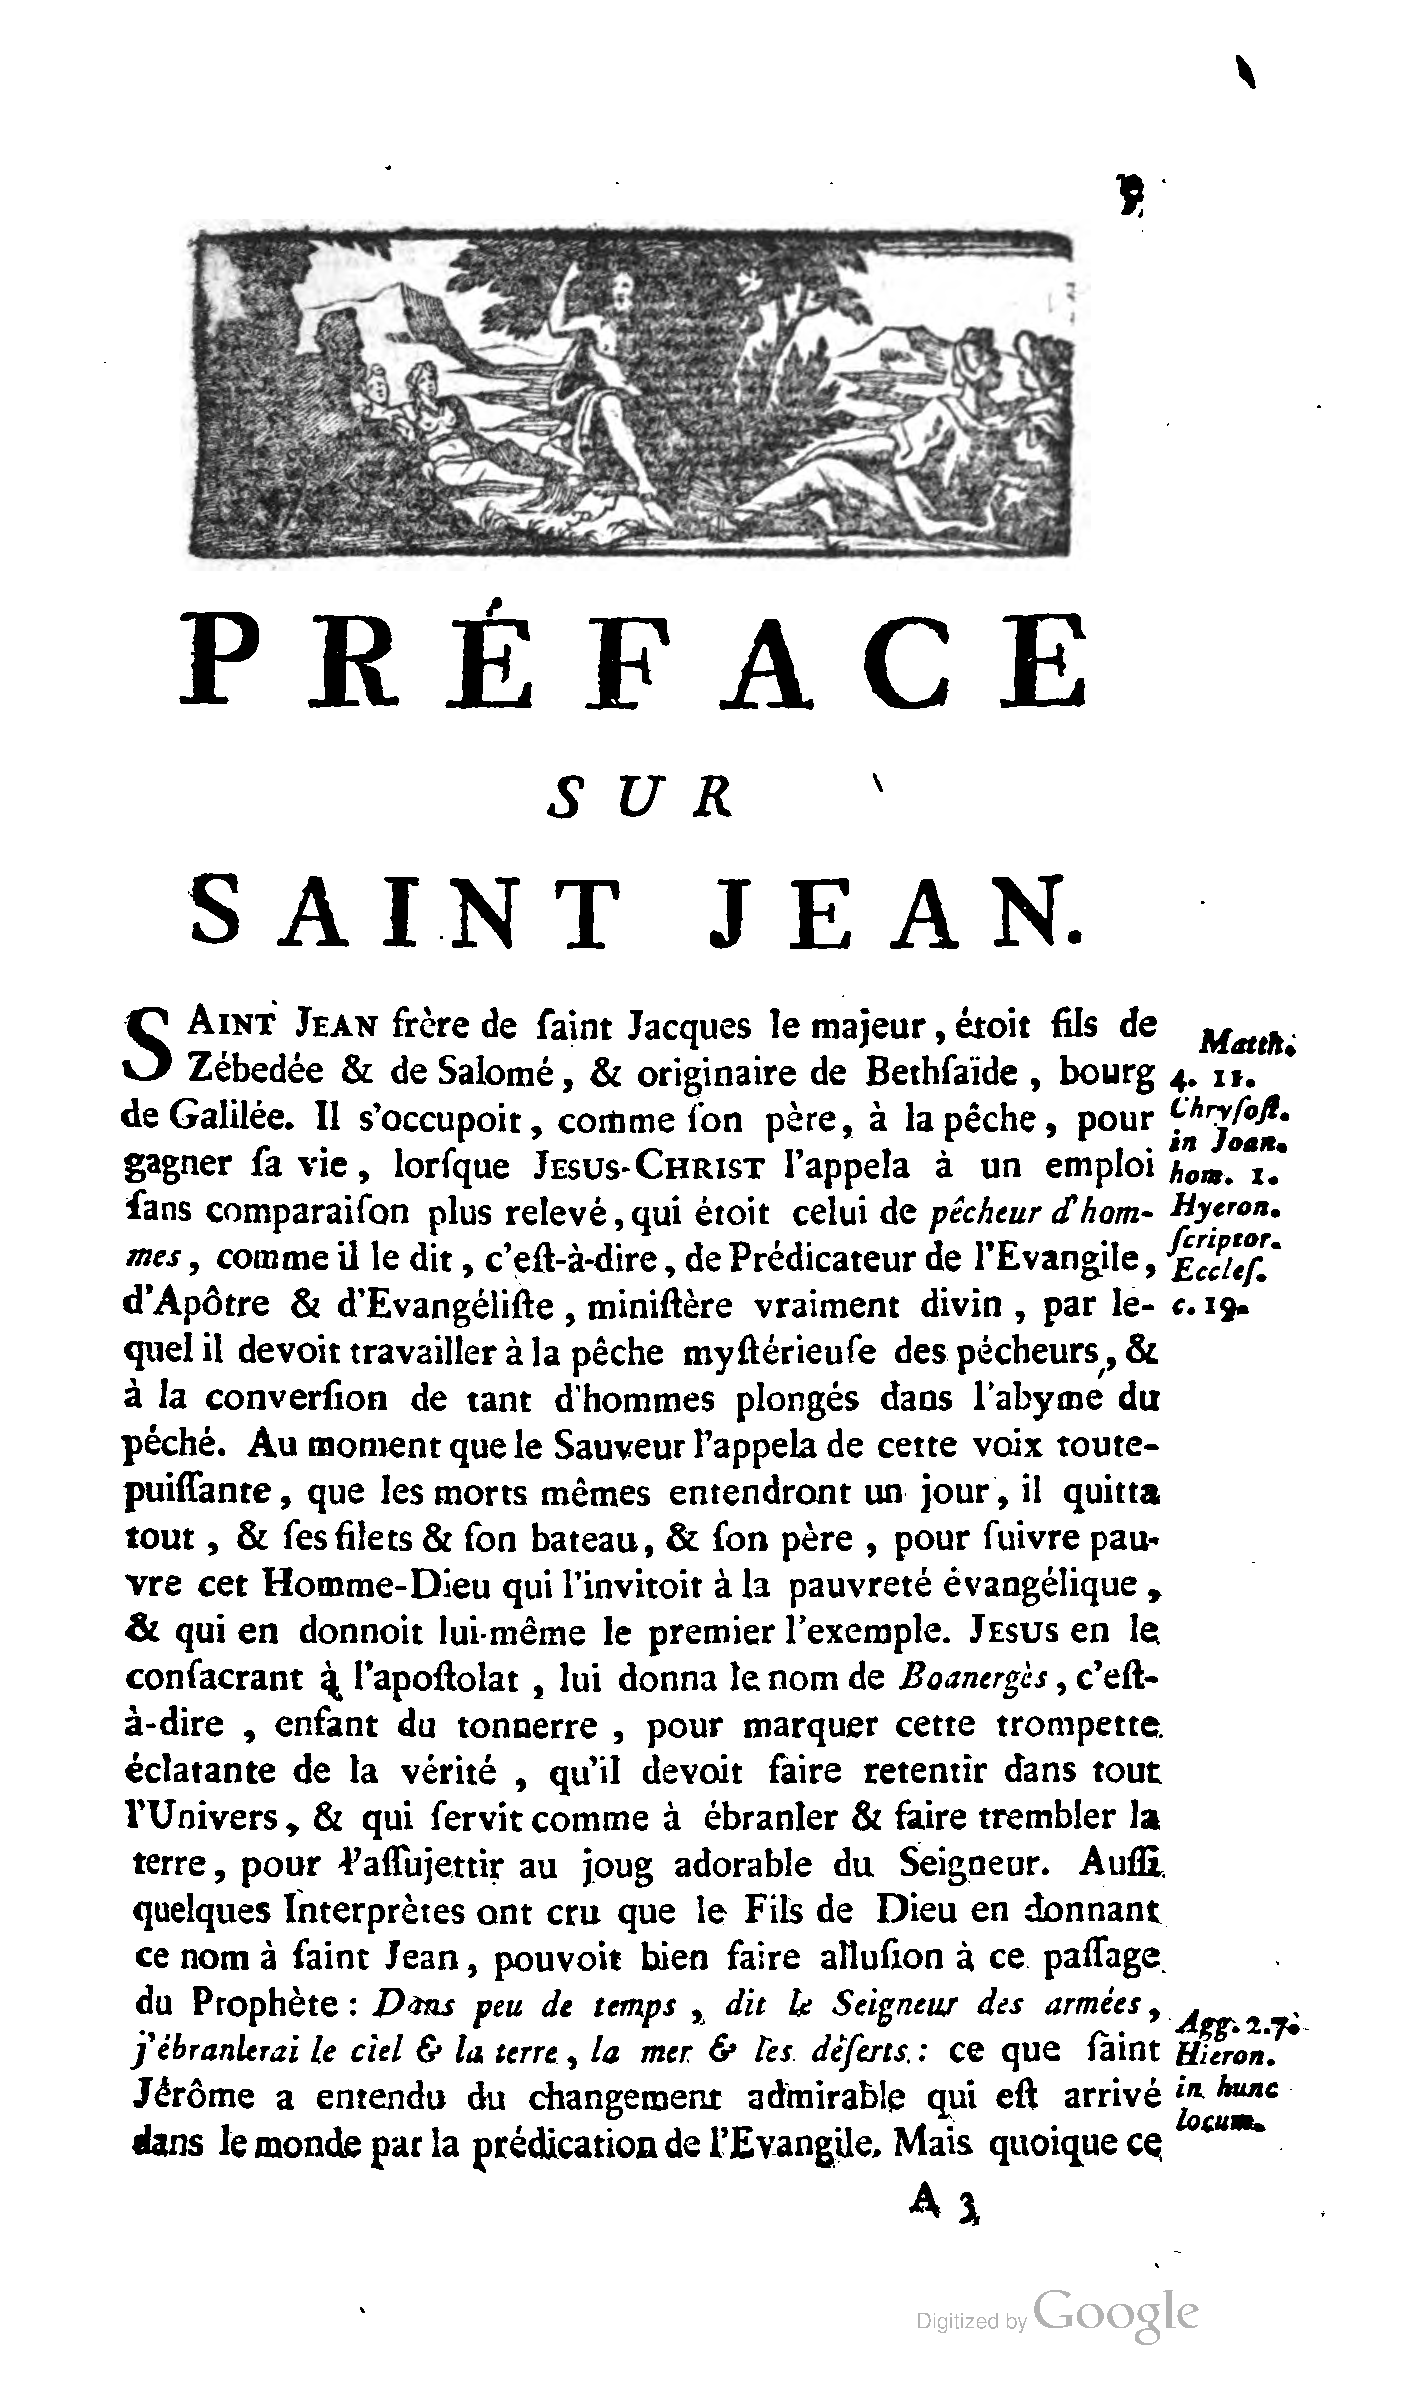 PRÉFACE
SUR
SAINT JEAN.
SAINT JEAN frère de ſaint Jacques le majeur, étoit fils de
Zébedée & de Salomé, & originaire de Bethſaïde, bourg
de Galilée. Il s'occupoit, comme ſon père, à la pêche, pour
gagner ſa vie, lorſque JESUS-CHRIST l'appela à un emploi
ſans comparaiſon plus relevé, qui étoit celui de pêcheur d'hom-
mes, comme il le dit, c'eſt-à-dire, de Prédicateur de l'Evangile,
d'Apôtre & d'Evangéliſte, miniſtère vraiment divin, par le-
quel il devoit travailler à la pêche myſtérieuſe des pécheurs, &
à la converſion de tant d'hommes plongés dans l'abyme du
péché. Au moment que le Sauveur l'appela de cette voix toute-
puiſſante, que les morts mêmes entendront un jour, il quitta
tout, & ſes filets & ſon bateau, & ſon père, pour ſuivre pau-
vre cet Homme-Dieu qui l'invitoit à la pauvreté évangélique,
& qui en donnoit lui-même le premier l'exemple. JESUS en le
conſacrant à l'apoſtolat, lui donna le nom de Boanergès, c'eſt-
à-dire, enfant du tonnerre, pour marquer cette trompette
éclatante de la vérité, qu'il devoit faire retentir dans tout
l'Univers, & qui ſervit comme à ébranler & faire trembler la
terre, pour l'aſſujettir au joug adorable du Seigneur. Auſſi
quelques Interprètes ont cru que le Fils de Dieu en donnant
ce nom à ſaint Jean, pouvoit bien faire alluſion à ce paſſage
du Prophète : Dans peu de temps, dit le Seigneur des armées,
j'ébranlerai le ciel & la terre, la mer & les déſerts : ce que ſaint
Jérôme a entendu du changement admirable qui eſt arrivé
dans le monde par la prédication de l'Evangile. Mais quoique ce
Matth.
4. 21.
Chryſoſt.
in Joan.
hom. 1.
Hyeron.
ſcriptor.
Eccleſ.
c. 19.
Agg. 2.7.
Hieron.
in hunc
locum.
A 3
Digitized by Google